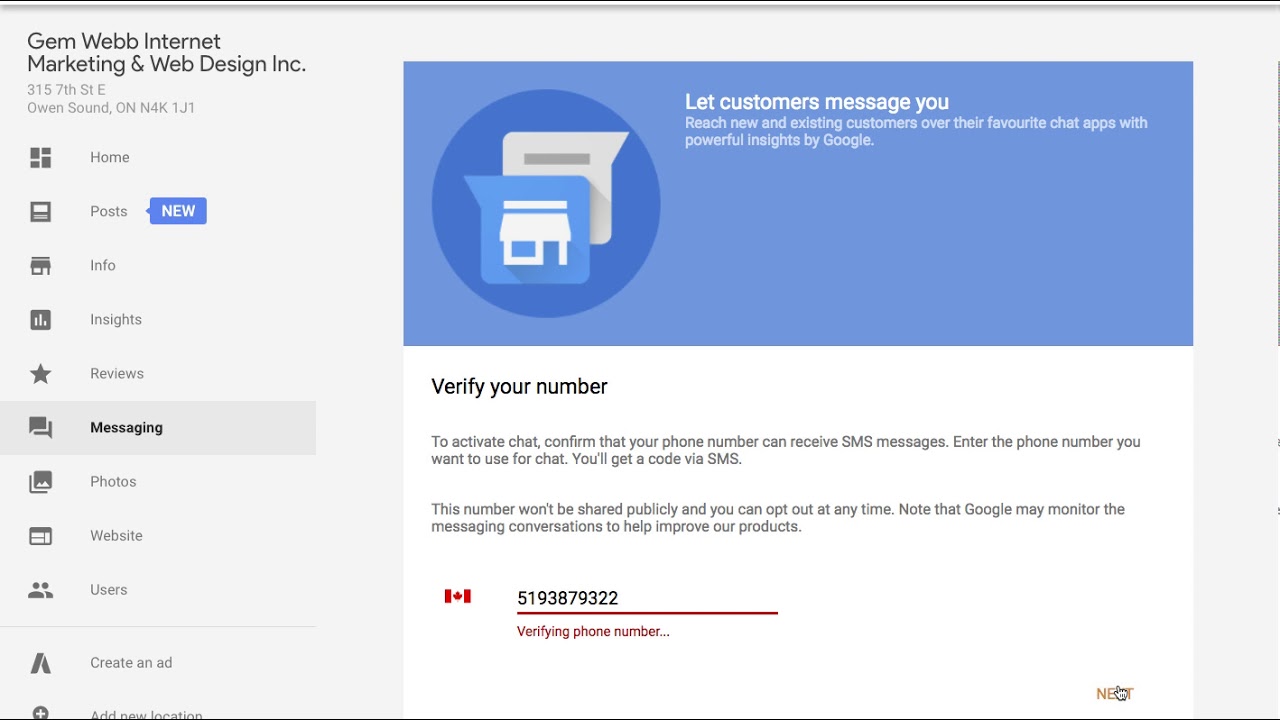 Gem Webb Internet
Marketing & Web Design Inc.
315 7th St E
Owen Sound, ON N4K 1J1
Home
Posts
NEW
Info
Insights
Reviews
Messaging
Photos
Website
Users
Create an ad
Add new location
Let customers message you
Reach new and existing customers over their favourite chat apps with
powerful insights by Google.
Verify your number
To activate chat, confirm that your phone number can receive SMS messages. Enter the phone number you
want to use for chat. You'll get a code via SMS.
This number won't be shared publicly and you can opt out at any time. Note that Google may monitor the
messaging conversations to help improve our products.
5193879322
Verifying phone number...
NEXT